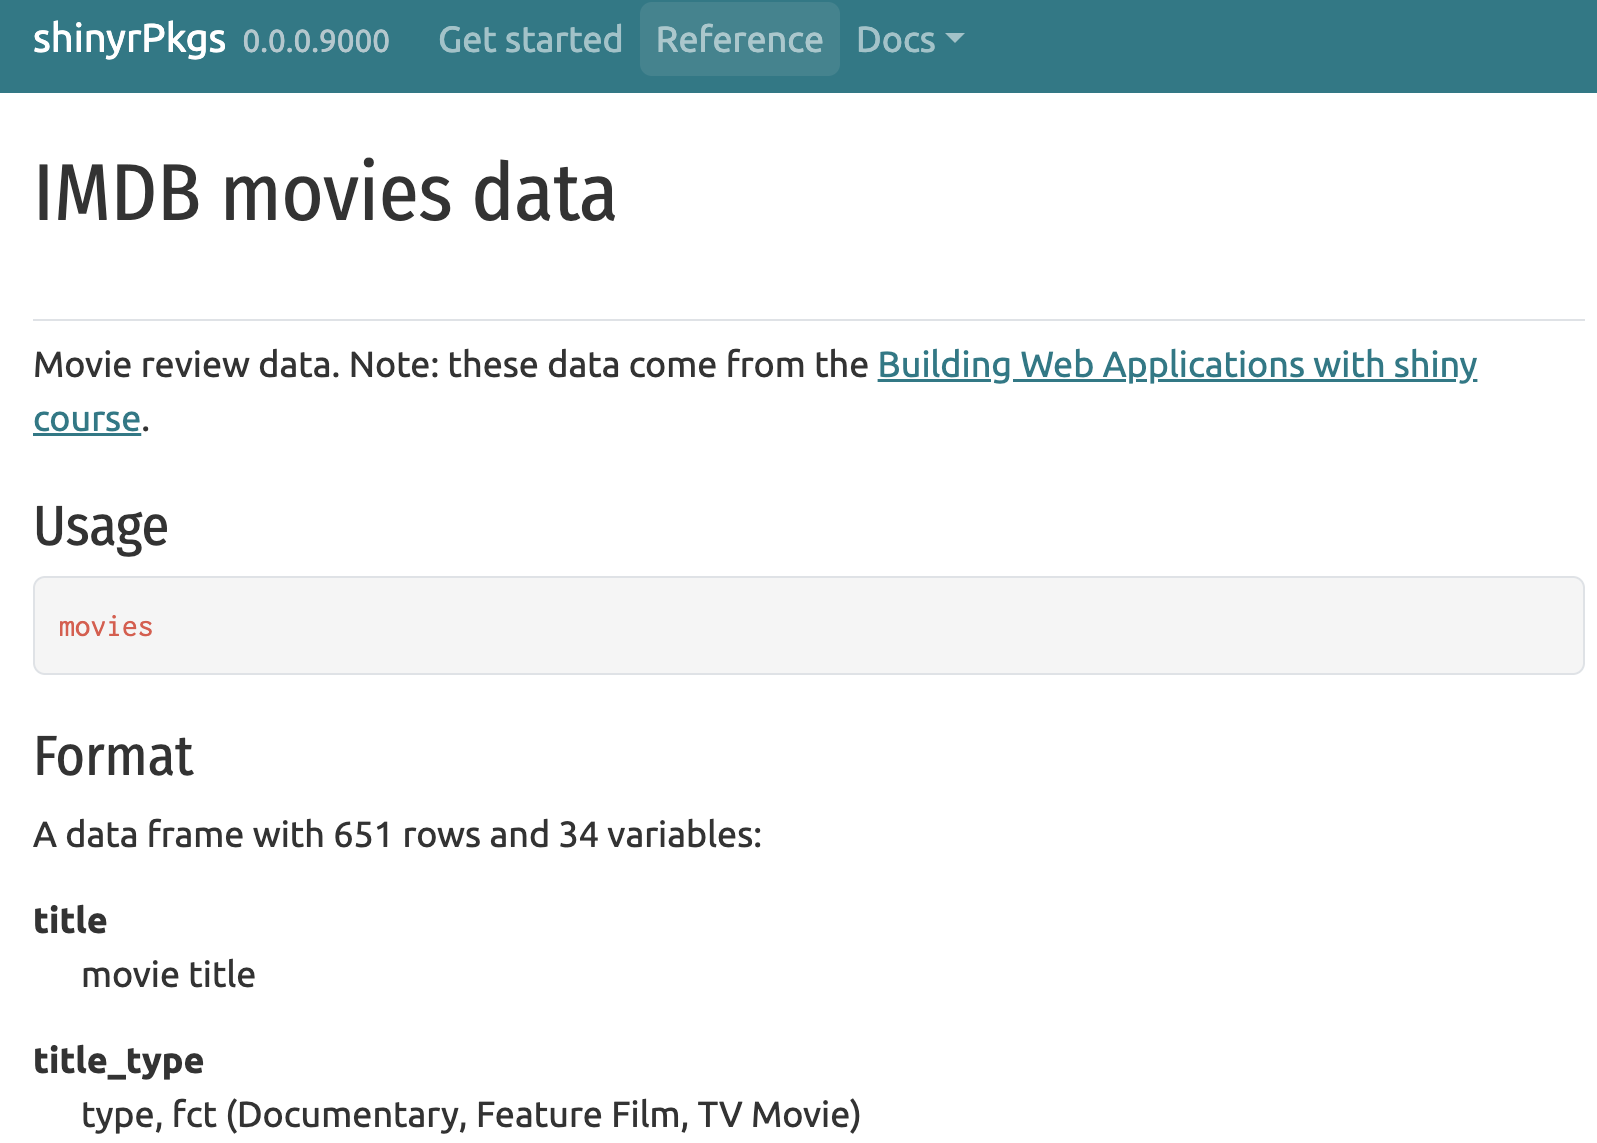 shinyrPkgs 0.0.0.9000 Get started Reference Docs
IMDB movies data
Movie review data. Note: these data come from the Building Web Applications with shiny
course.
Usage
movies
Format
A data frame with 651 rows and 34 variables:
title
movie title
title_type
type, fct (Documentary, Feature Film, TV Movie)